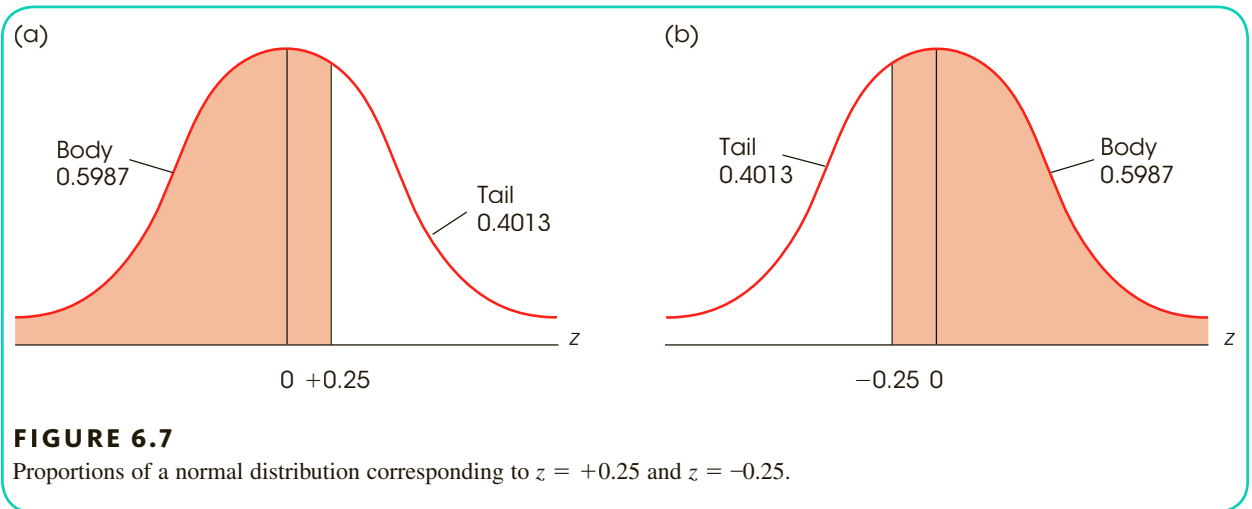 (a)
Body
0.5987
Tail
0.4013
z
0 +0.25
(b)
Tail
0.4013
Body
0.5987
z
−0.25 0
FIGURE 6.7
Proportions of a normal distribution corresponding to z = +0.25 and z = −0.25.